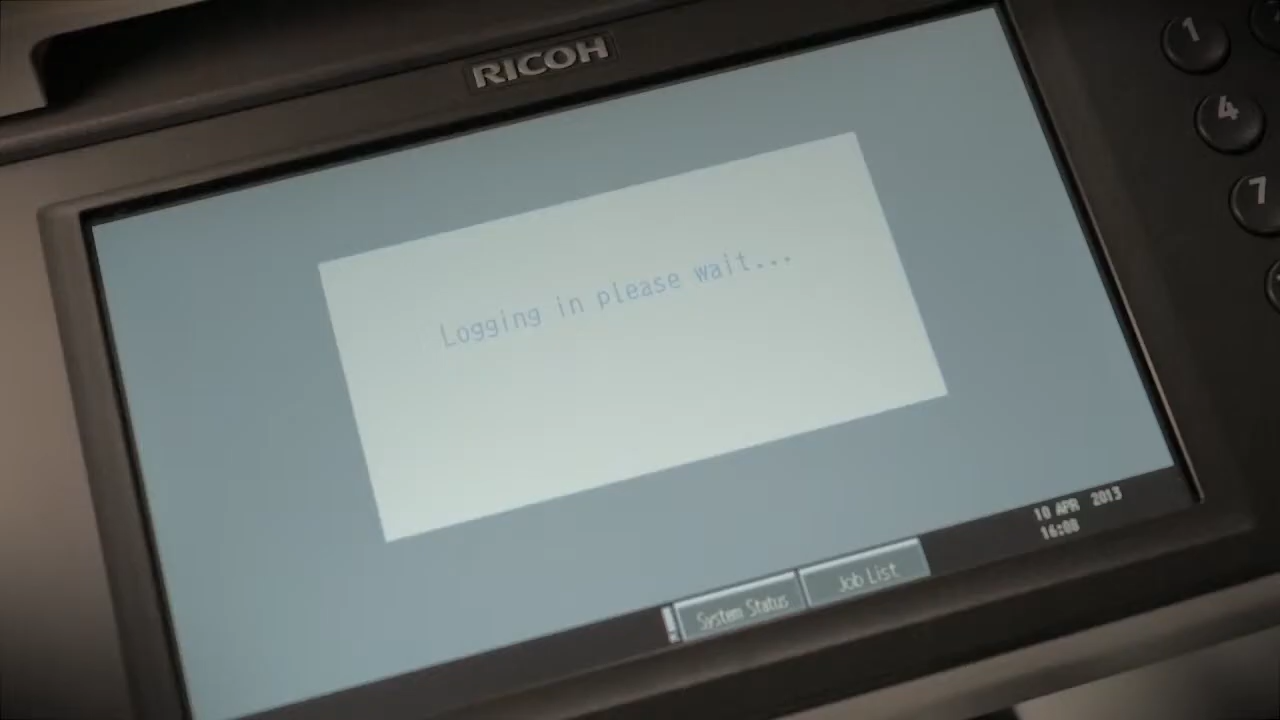 RICOH
1
4
7
Logging in please wait...
10 APR 2013
16:08
System Status
Job List